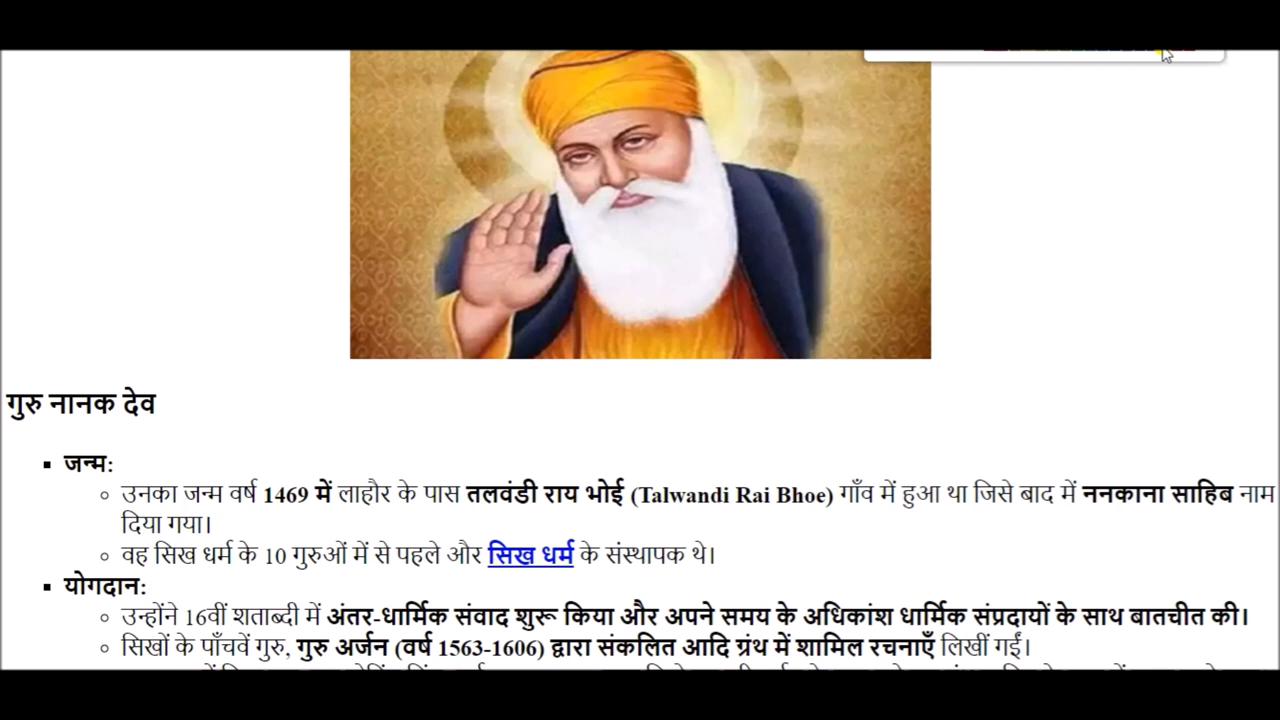 गुरु नानक देव
जन्म:
उनका जन्म वर्ष 1469 में लाहौर के पास तलवंडी राय भोई (Talwandi Rai Bhoe) गाँव में हुआ था जिसे बाद में ननकाना साहिब नाम
दिया गया।
वह सिख धर्म के 10 गुरुओं में से पहले और सिख धर्म के संस्थापक थे।
योगदान:
उन्होंने 16वीं शताब्दी में अंतर-धार्मिक संवाद शुरू किया और अपने समय के अधिकांश धार्मिक संप्रदायों के साथ बातचीत की।
सिखों के पाँचवें गुरु, गुरु अर्जन (वर्ष 1563-1606) द्वारा संकलित आदि ग्रंथ में शामिल रचनाएँ लिखीं गईं।